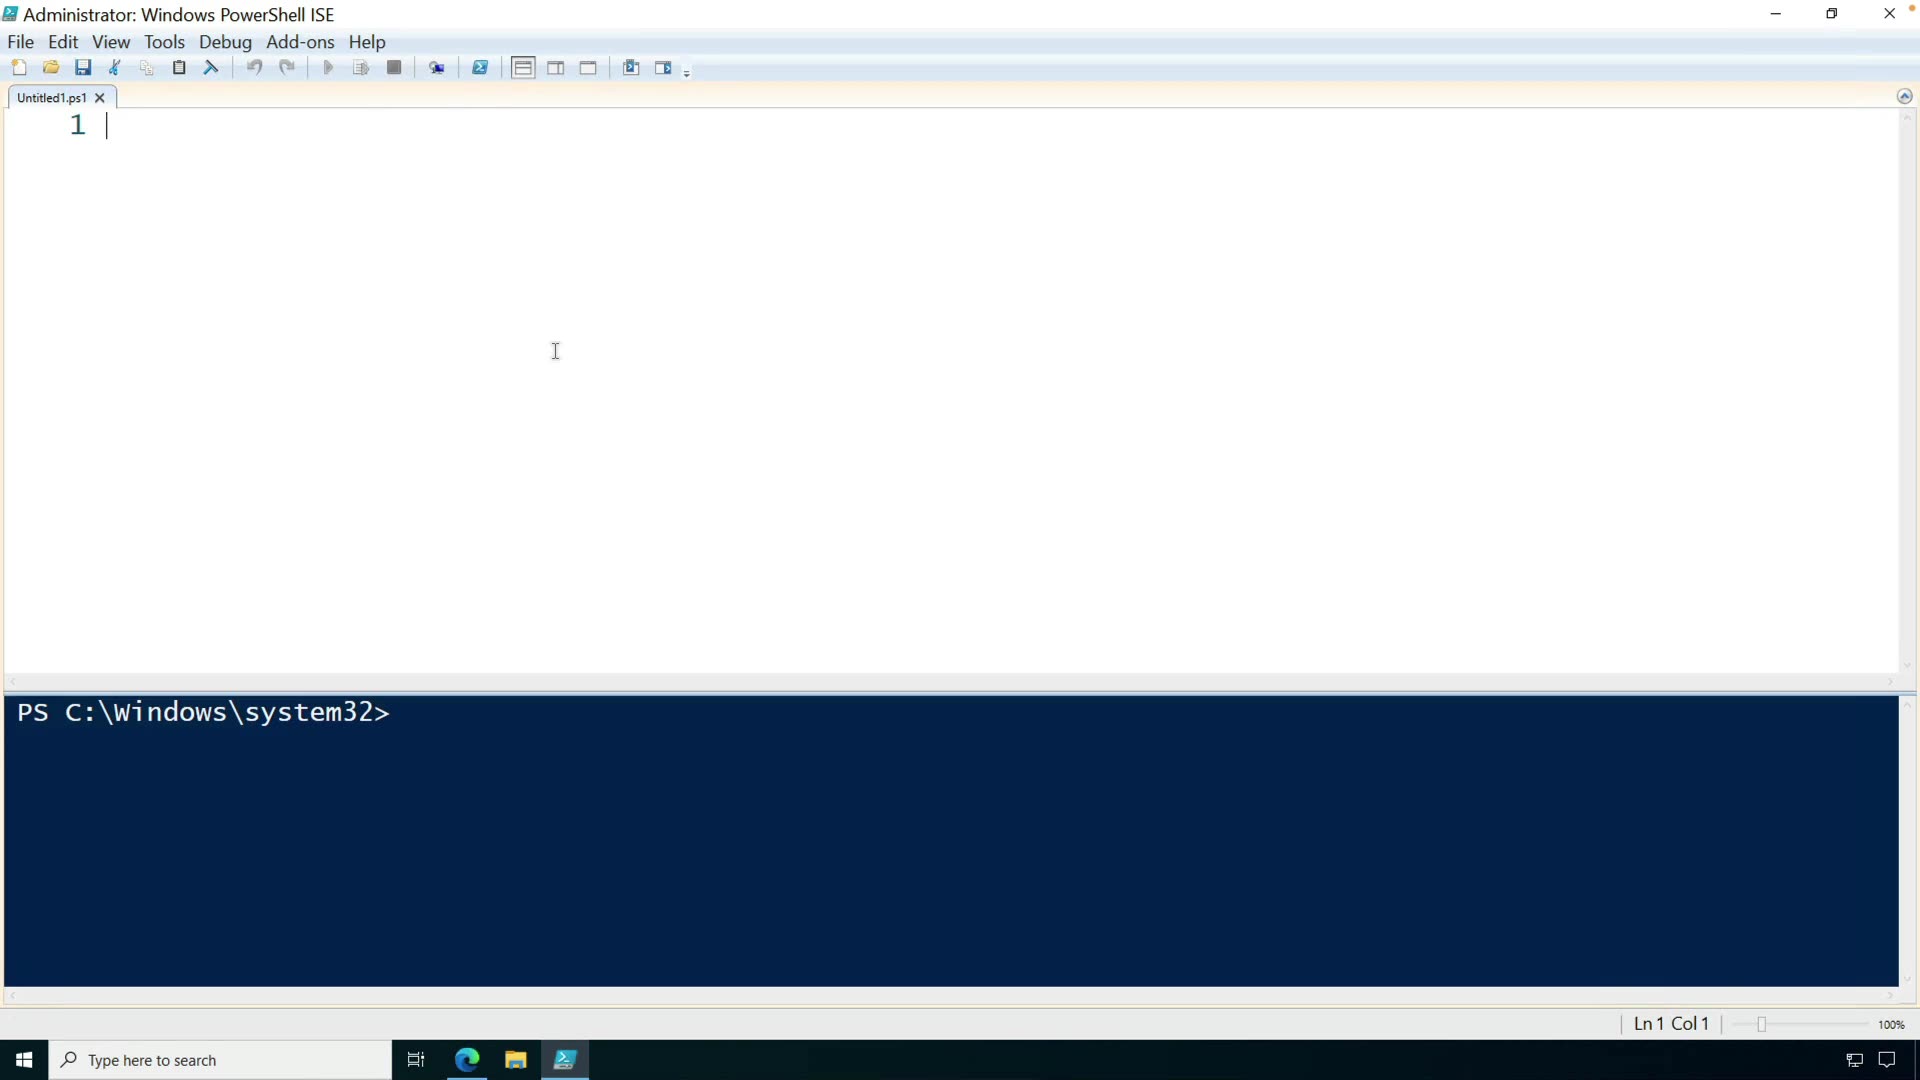 Administrator: Windows PowerShell ISE
File Edit View Tools Debug Add-ons Help
Untitled1.ps1
1
PS C:\Windows\system32>
Ln 1 Col 1 100%
Type here to search